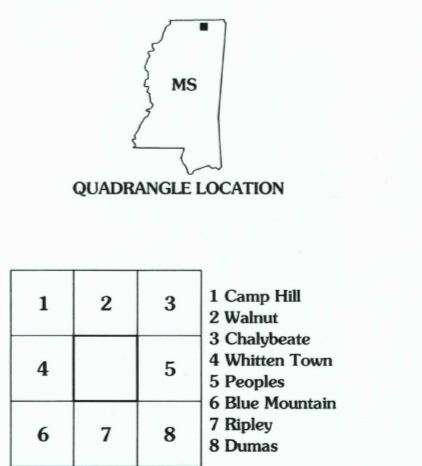 MS
QUADRANGLE LOCATION
1 2 3
4 5
6 7 8
1 Camp Hill
2 Walnut
3 Chalybeate
4 Whitten Town
5 Peoples
6 Blue Mountain
7 Ripley
8 Dumas